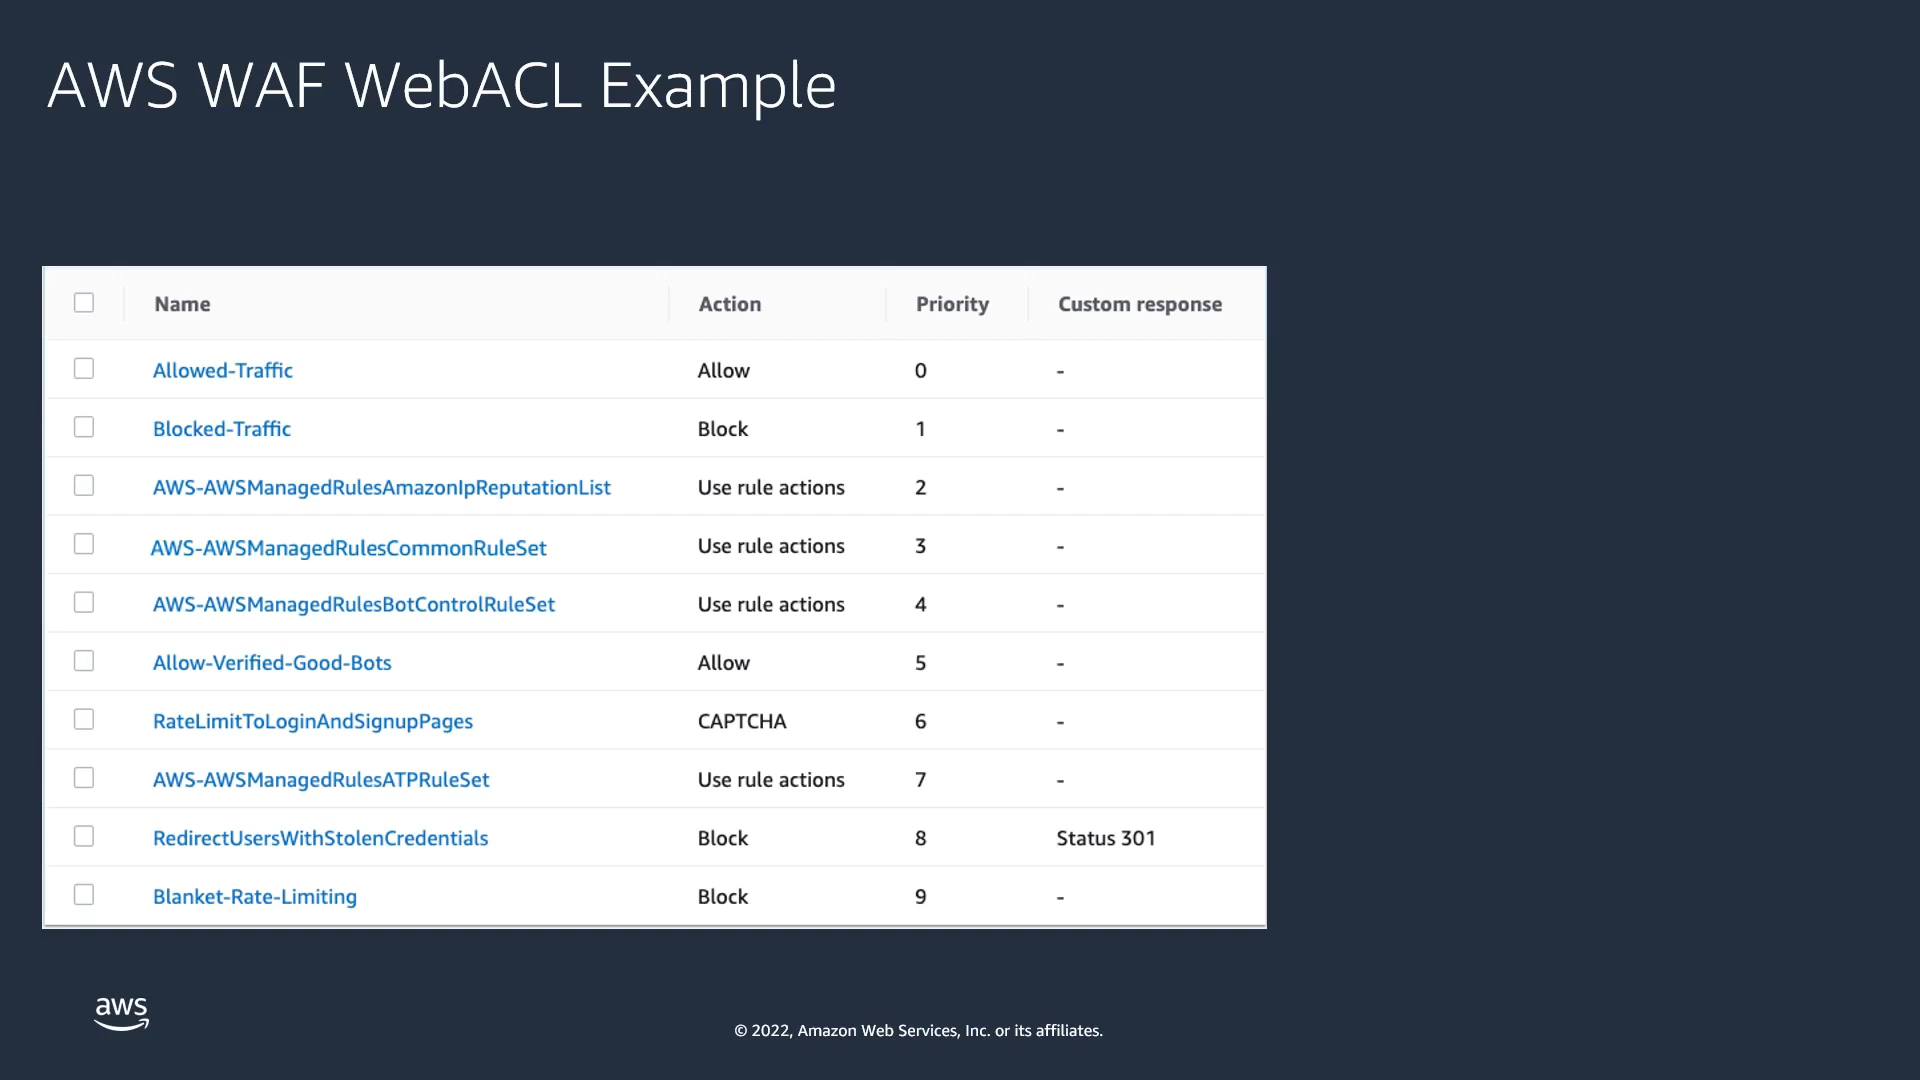 AWS WAF WebACL Example
Name Action Priority Custom response
Allowed-Traffic Allow 0 -
Blocked-Traffic Block 1 -
AWS-AWSManagedRulesAmazonIpReputationList Use rule actions 2 -
AWS-AWSManagedRulesCommonRuleSet Use rule actions 3 -
AWS-AWSManagedRulesBotControlRuleSet Use rule actions 4 -
Allow-Verified-Good-Bots Allow 5 -
RateLimitToLoginAndSignupPages CAPTCHA 6 -
AWS-AWSManagedRulesATPRuleSet Use rule actions 7 -
RedirectUsersWithStolenCredentials Block 8 Status 301
Blanket-Rate-Limiting Block 9 -
aws
© 2022, Amazon Web Services, Inc. or its affiliates.